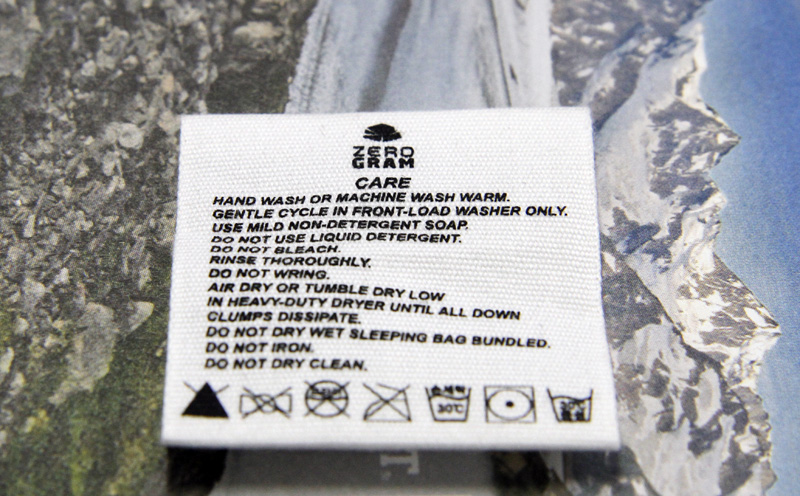 ZERO
GRAM
CARE
HAND WASH OR MACHINE WASH WARM.
GENTLE CYCLE IN FRONT-LOAD WASHER ONLY.
USE MILD NON-DETERGENT SOAP.
DO NOT USE LIQUID DETERGENT.
DO NOT BLEACH.
RINSE THOROUGHLY.
DO NOT WRING.
AIR DRY OR TUMBLE DRY LOW
IN HEAVY-DUTY DRYER UNTIL ALL DOWN
CLUMPS DISSIPATE.
DO NOT DRY WET SLEEPING BAG BUNDLED.
DO NOT IRON.
DO NOT DRY CLEAN.
30℃